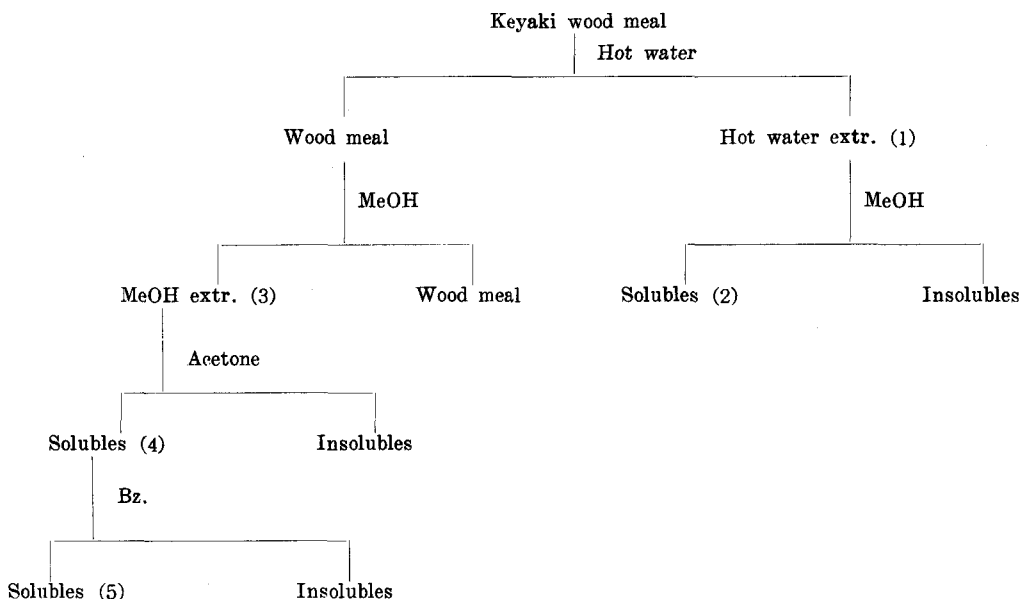 Keyaki wood meal
Hot water
Wood meal
Hot water extr. (1)
MeOH
MeOH
MeOH extr. (3)
Wood meal
Solubles (2)
Insolubles
Acetone
Solubles (4)
Insolubles
Bz.
Solubles (5)
Insolubles